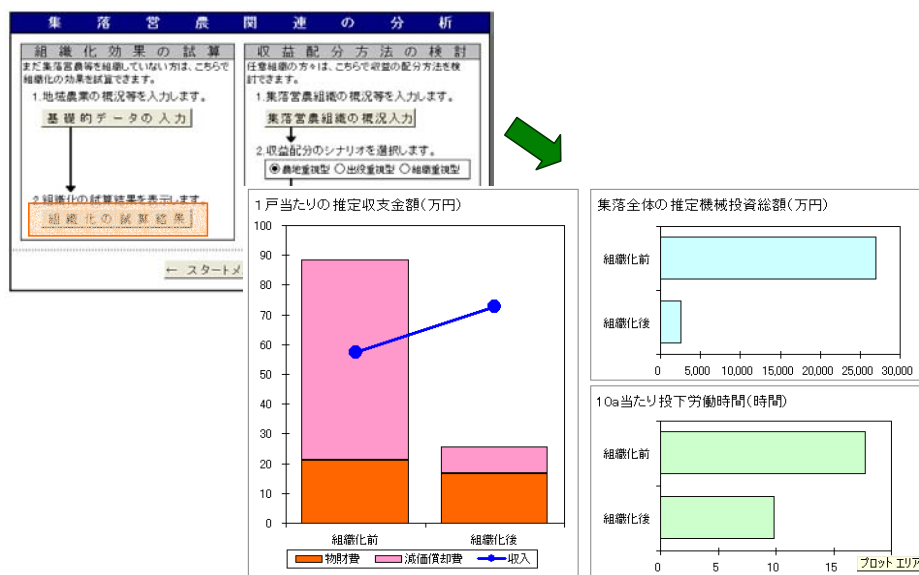 集落営農関連の分析
組織化効果の試算
まだ集落営農等を組織していない方は、こちらで
組織化の効果を試算できます。
1.地域農業の概況等を入力します。
基礎的データの入力
2.組織化の試算結果を表示します。
組織化の試算結果
収益配分方法の検討
任意組織の方々は、こちらで収益の配分方法を検
討できます。
1.集落営農組織の概況等を入力します。
集落営農組織の概況入力
2.収益配分のシナリオを選択します。
農地重視型 出役重視型 組織重視型
← スタートメ
1戸当たりの推定収支金額(万円)
100
90
80
70
60
50
40
30
20
10
0
組織化前 組織化後
物財費 減価償却費 収入
集落全体の推定機械投資総額(万円)
組織化前
組織化後
0 5,000 10,000 15,000 20,000 25,000 30,000
10a当たり投下労働時間(時間)
組織化前
組織化後
0 5 10 15
プロット エリア